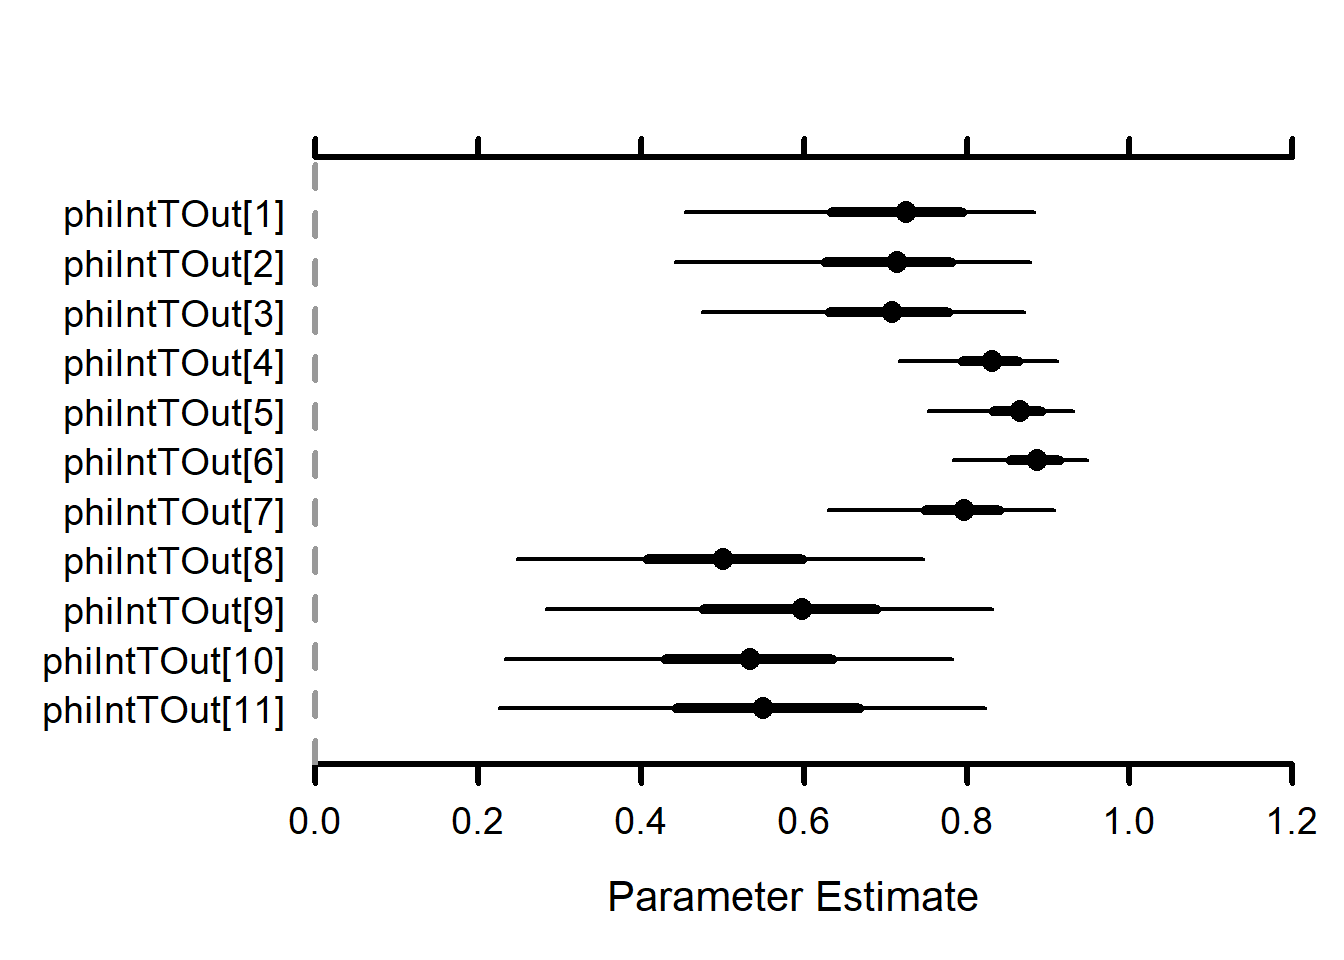 phiIntTOut[1]
phiIntTOut[2]
phiIntTOut[3]
phiIntTOut[4]
phiIntTOut[5]
phiIntTOut[6]
phiIntTOut[7]
phiIntTOut[8]
phiIntTOut[9]
phiIntTOut[10]
phiIntTOut[11]
0.0 0.2 0.4 0.6 0.8 1.0 1.2
Parameter Estimate